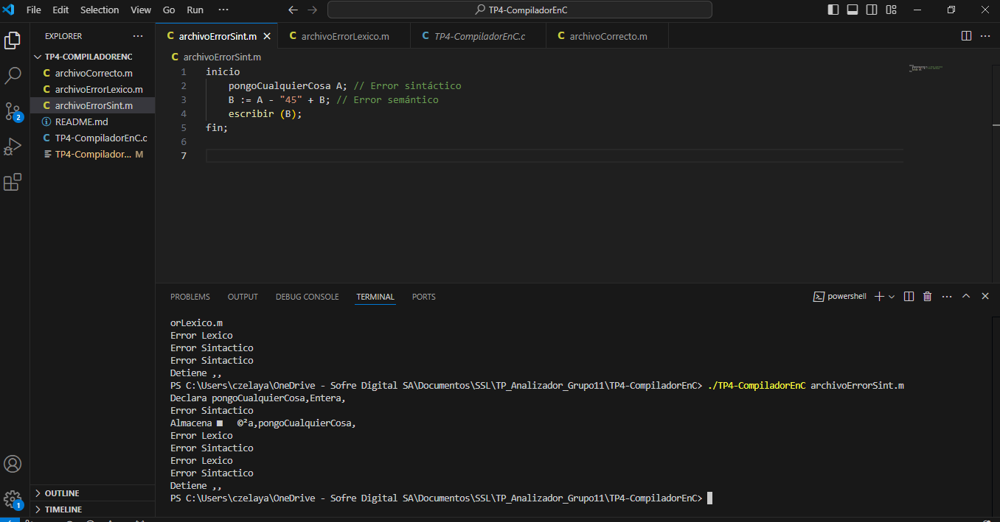 File Edit Selection View Go Run ··· TP4-CompiladorEnC
EXPLORER ···
TP4-COMPILADORENC
C archivoCorrecto.m
C archivoErrorLexico.m
C archivoErrorSint.m
README.md
C TP4-CompiladorEnC.c
TP4-Compilador... M
OUTLINE
TIMELINE
2
1
C archivoErrorSint.m C archivoErrorLexico.m C TP4-CompiladorEnC.c C archivoCorrecto.m
C archivoErrorSint.m
1 inicio
2 pongoCualquierCosa A; // Error sintáctico
3 B := A - "45" + B; // Error semántico
4 escribir (B);
5 fin;
6
7
PROBLEMS OUTPUT DEBUG CONSOLE TERMINAL PORTS powershell
orLexico.m
Error Lexico
Error Sintactico
Error Sintactico
Detiene ,,
PS C:\Users\czelaya\OneDrive - Sofre Digital SA\Documentos\SSL\TP_Analizador_Grupo11\TP4-CompiladorEnC> ./TP4-CompiladorEnC archivoErrorSint.m
Declara pongoCualquierCosa,Entera,
Error Sintactico
Almacena ■ ©²a,pongoCualquierCosa,
Error Lexico
Error Sintactico
Error Lexico
Error Sintactico
Detiene ,,
PS C:\Users\czelaya\OneDrive - Sofre Digital SA\Documentos\SSL\TP_Analizador_Grupo11\TP4-CompiladorEnC>